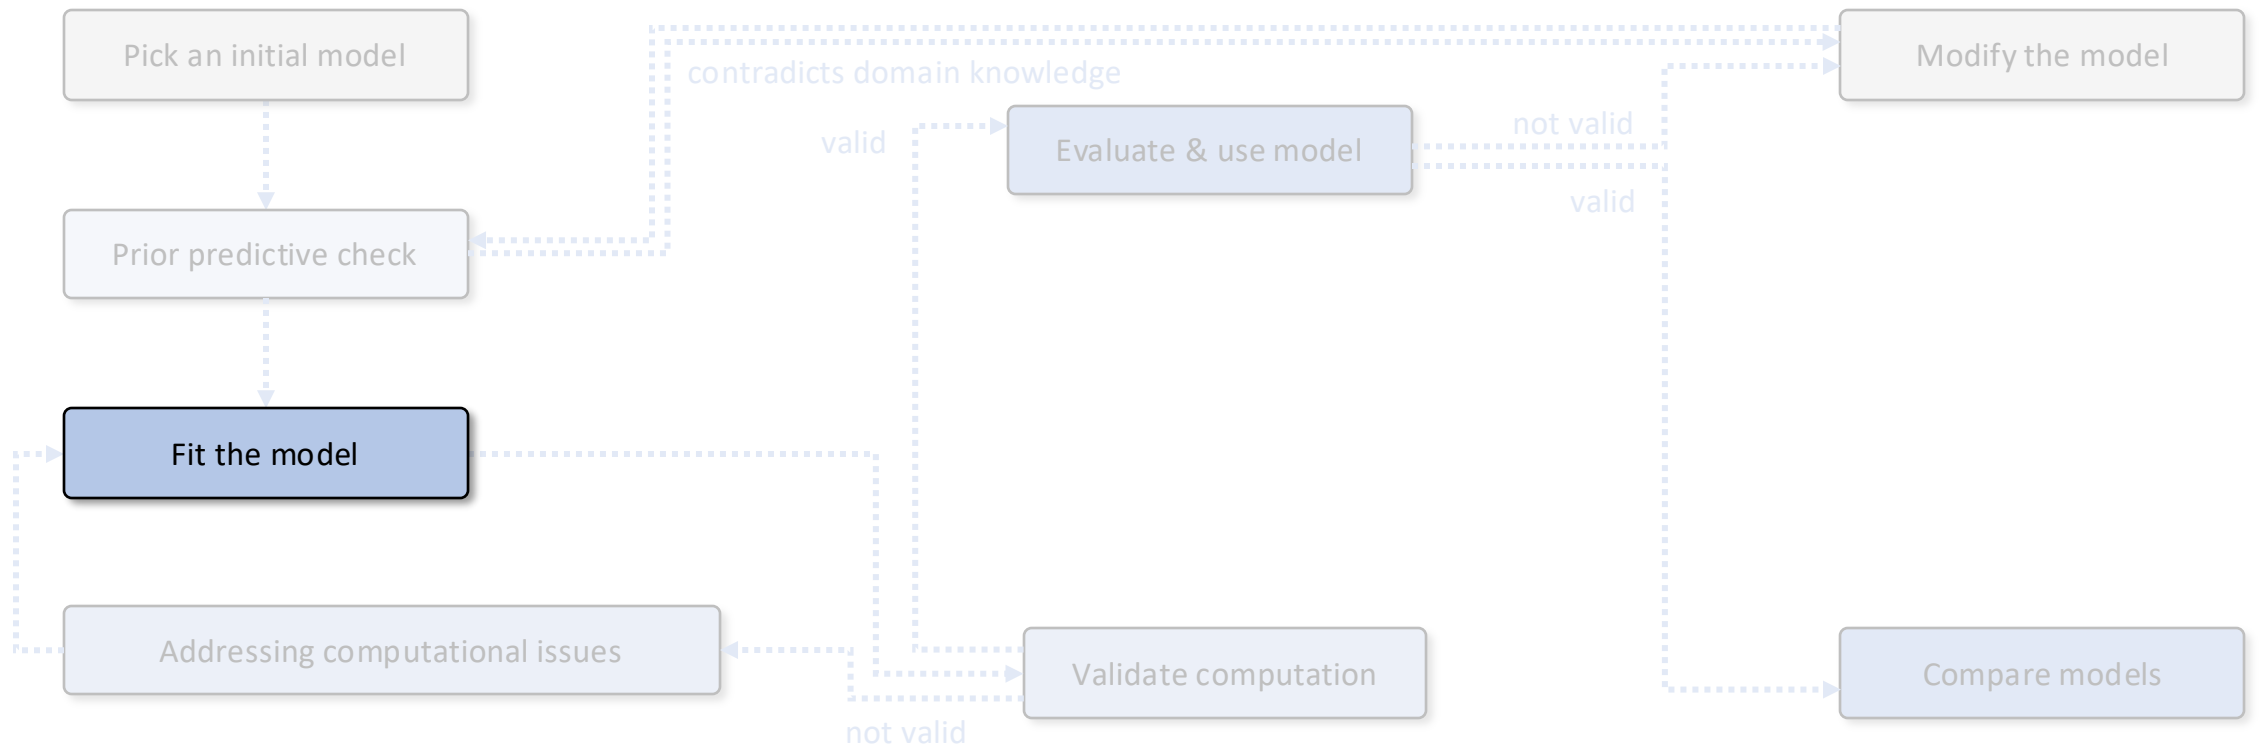 Pick an initial model
Modify the model
contradicts domain knowledge
valid
Evaluate & use model
not valid
valid
Prior predictive check
Fit the model
Addressing computational issues
Validate computation
Compare models
not valid